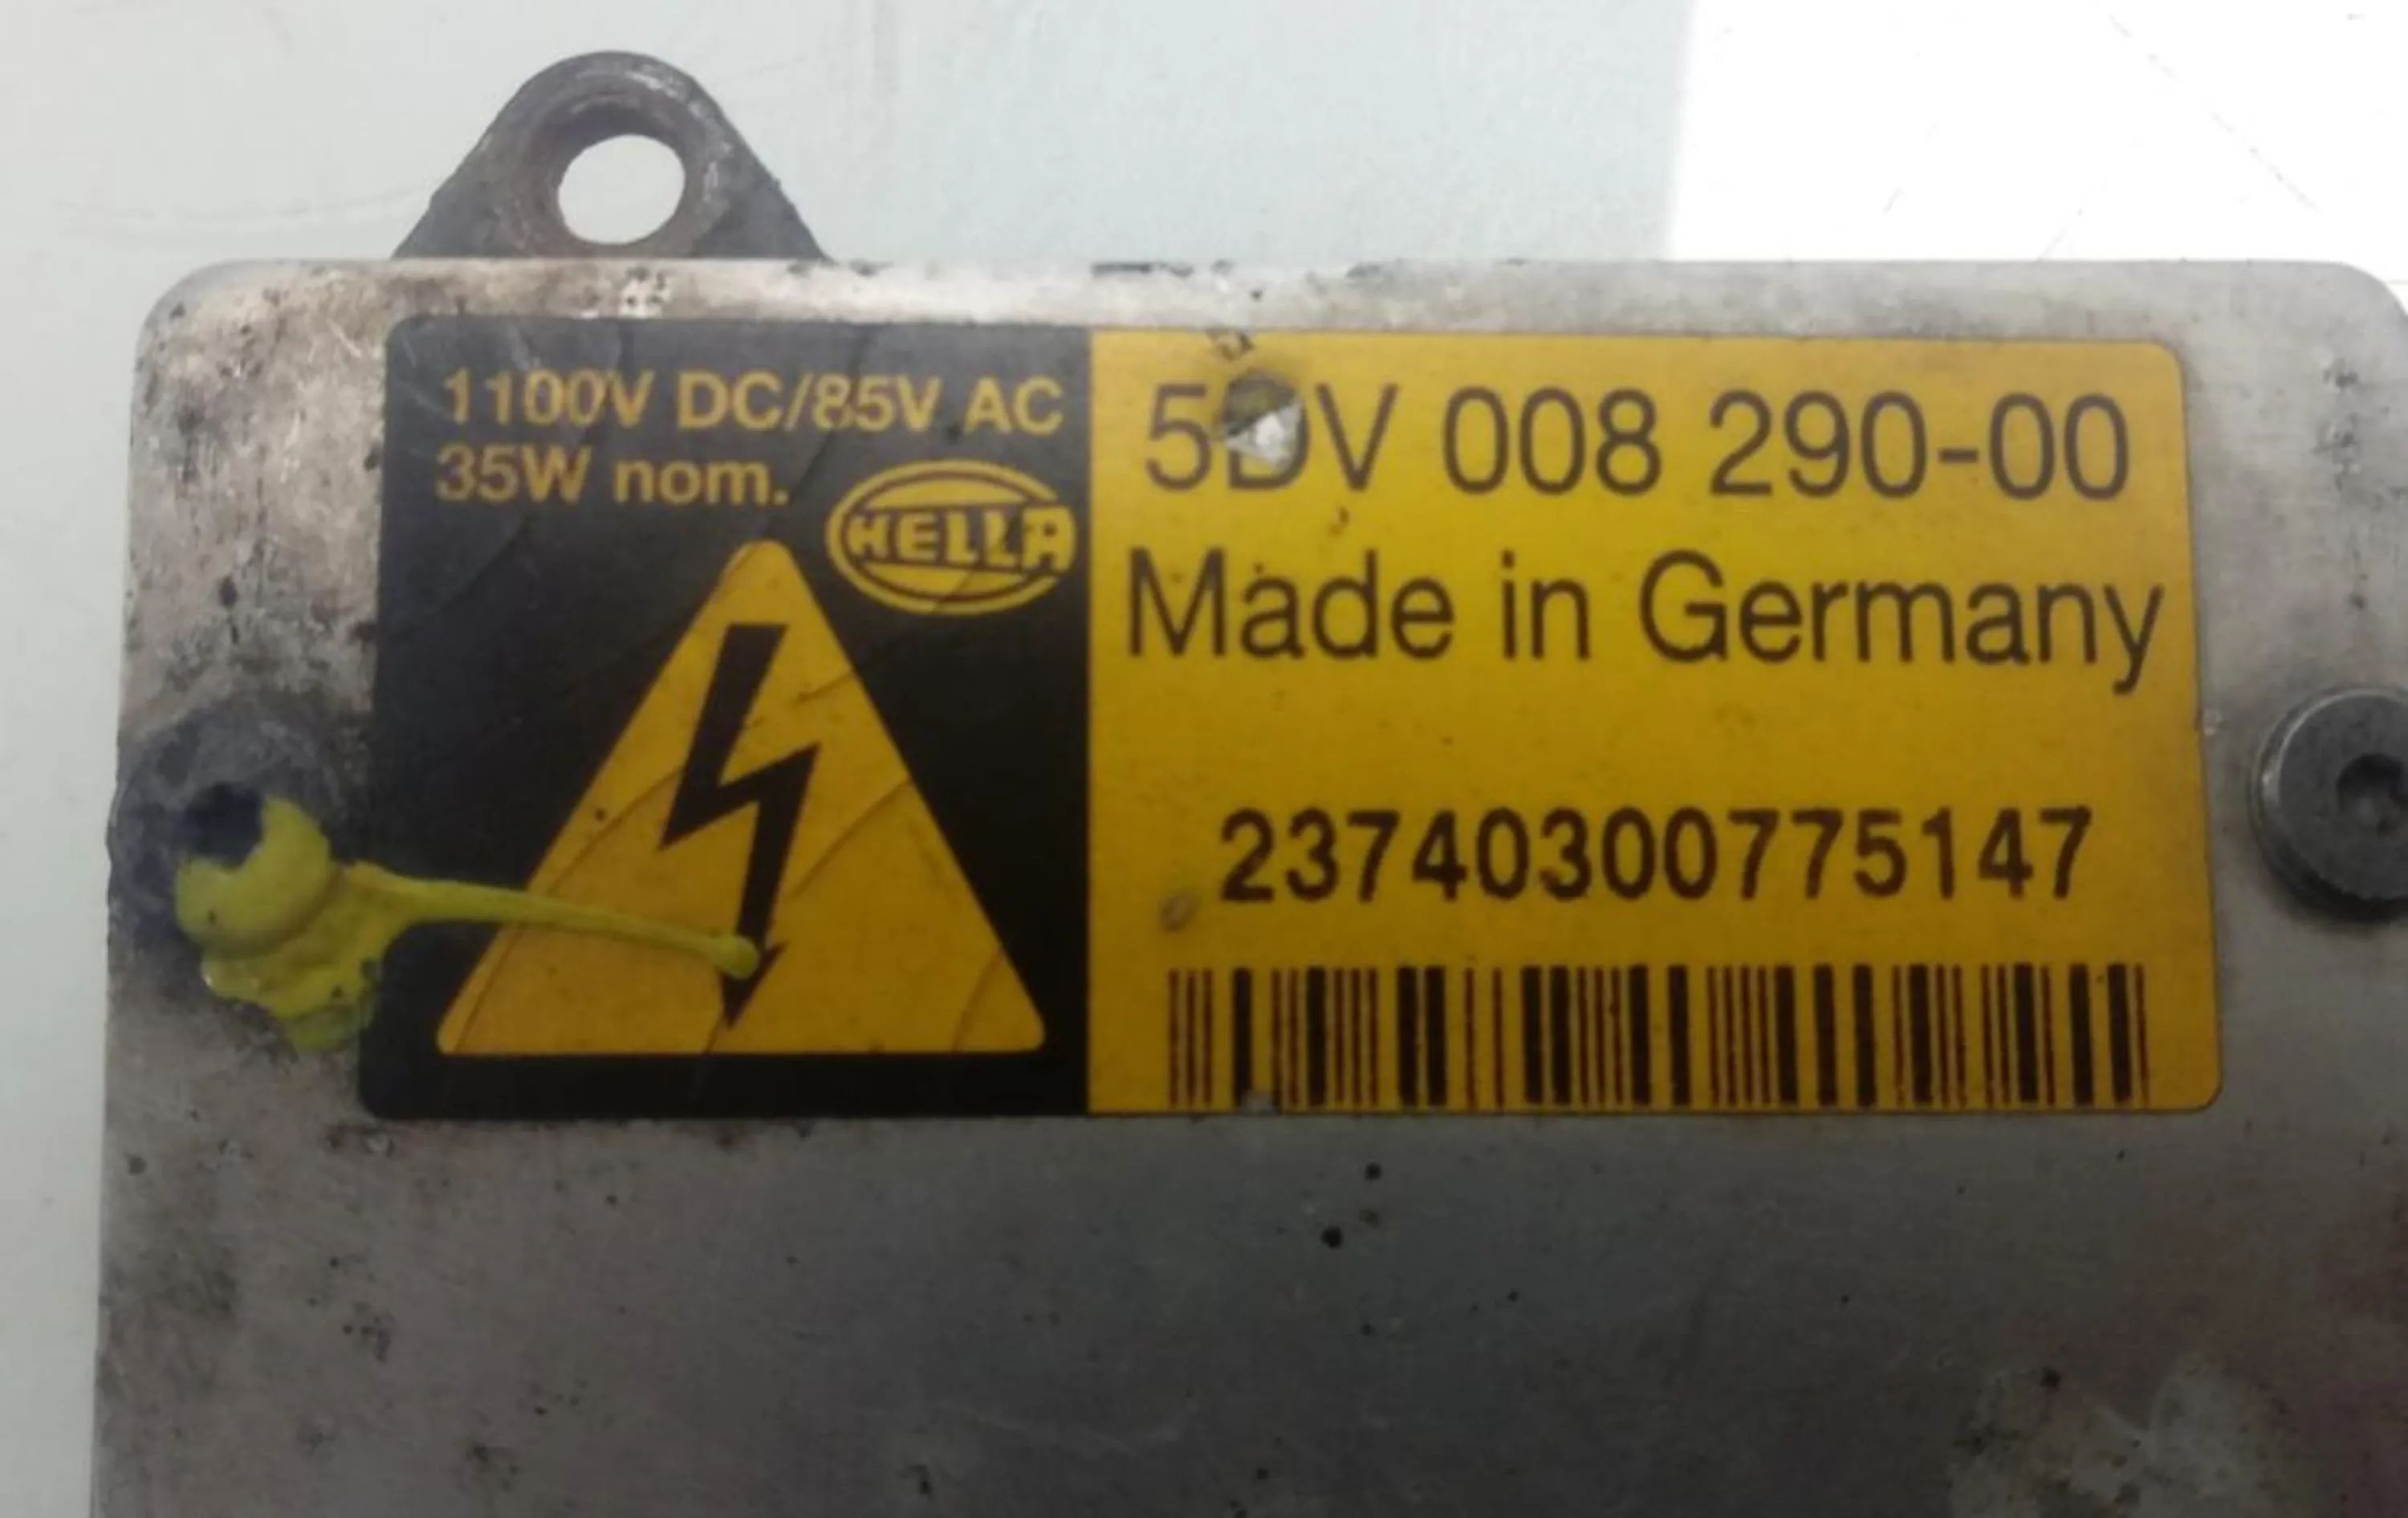 1100V DC/85V AC
35W nom.
HELLA
5DV 008 290-00
Made in Germany
23740300775147